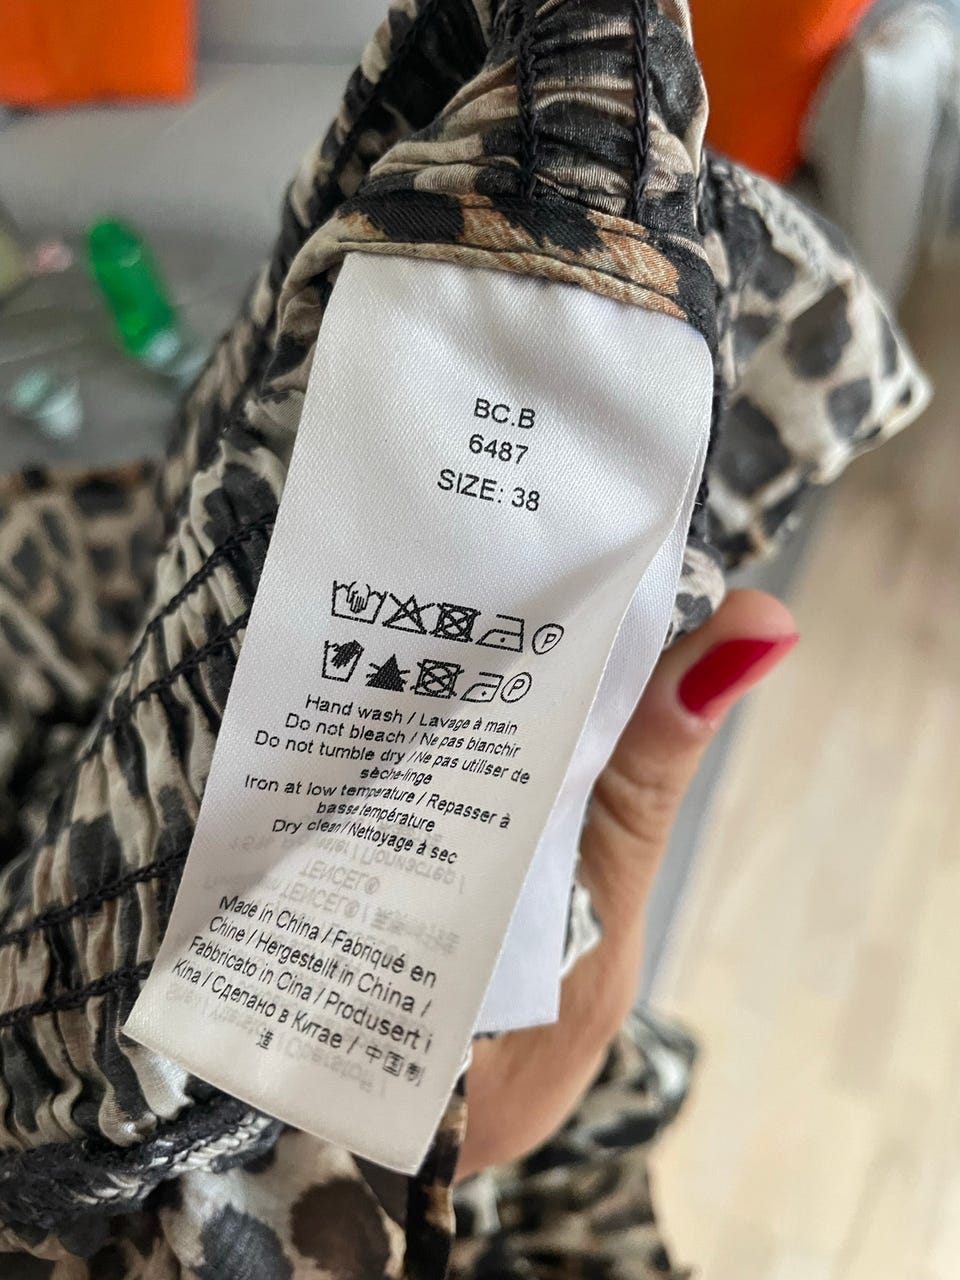 BC.B
6487
SIZE: 38
P
P
Hand wash / Lavage à main
Do not bleach / Ne pas blanchir
Do not tumble dry /Ne pas utiliser de
sèche-linge
Iron at low temperature / Repasser à
basse température
Dry clean/Nettoyage à sec
TENCEL®
TENCEL®
Made in China / Fabriqué en
Chine / Hergestellt in China /
Fabbricato in Cina / Produsert i
Kina / Сделано в Китае / 中国制
造